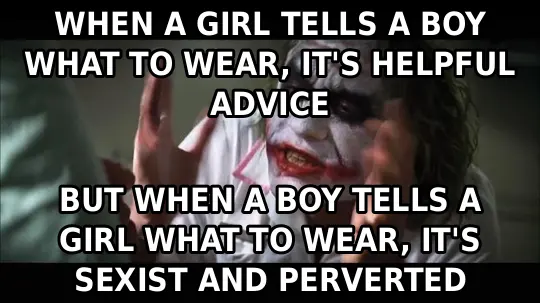 WHEN A GIRL TELLS A BOY
WHAT TO WEAR, IT'S HELPFUL
ADVICE
BUT WHEN A BOY TELLS A
GIRL WHAT TO WEAR, IT'S
SEXIST AND PERVERTED